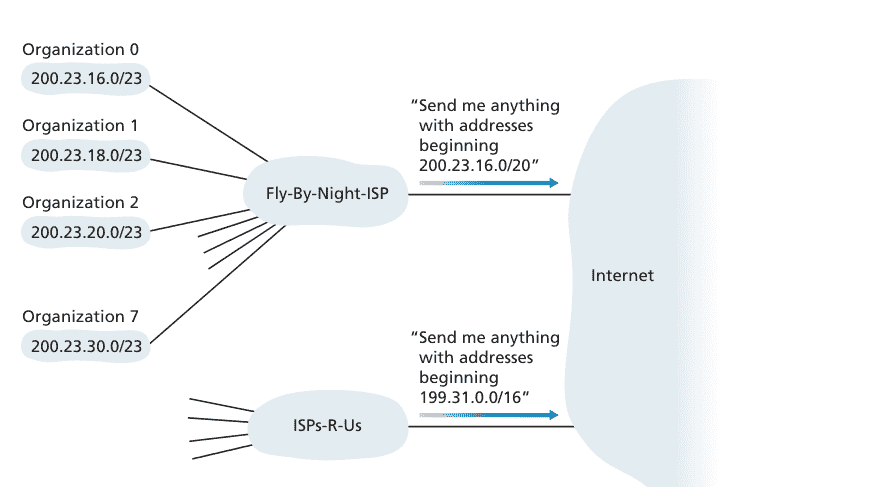 Organization 0
200.23.16.0/23
Organization 1
200.23.18.0/23
Organization 2
200.23.20.0/23
Organization 7
200.23.30.0/23
Fly-By-Night-ISP
“Send me anything
with addresses
beginning
200.23.16.0/20”
Internet
ISPs-R-Us
“Send me anything
with addresses
beginning
199.31.0.0/16”